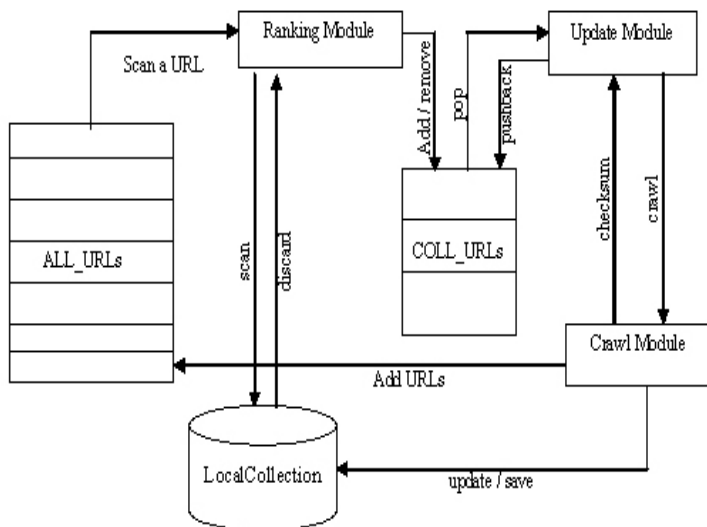 Ranking Module
Update Module
Scan a URL
Add / remove
pop
pushback
checksum
crawl
ALL_URLs
COLL_URLs
scan
discard
Crawl Module
Add URLs
LocalCollection
update / save